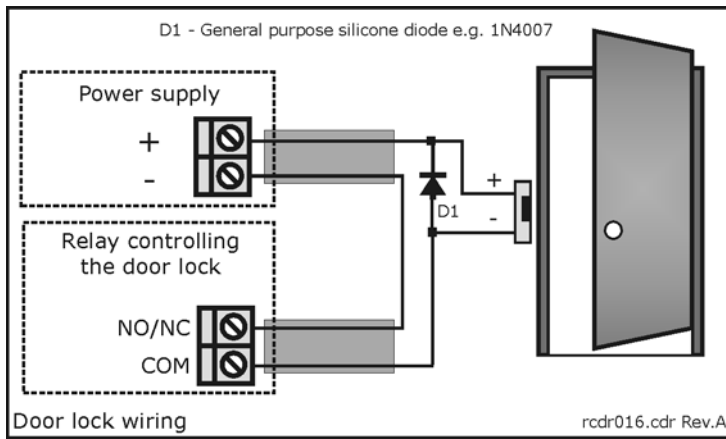 D1 - General purpose silicone diode e.g. 1N4007
Power supply
+
-
+
-
D1
Relay controlling
the door lock
NO/NC
COM
Door lock wiring
rcdr016.cdr Rev.A